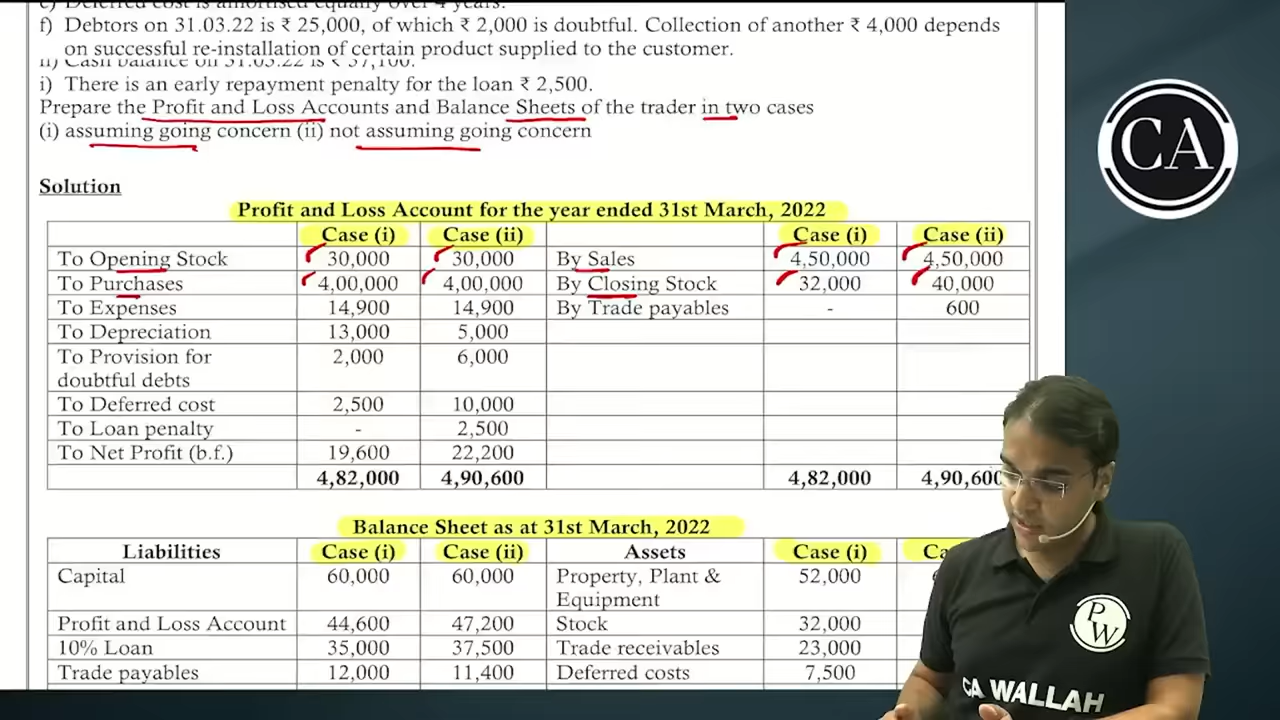 f) Debtors on 31.03.22 is ₹ 25,000, of which ₹ 2,000 is doubtful. Collection of another ₹ 4,000 depends
on successful re-installation of certain product supplied to the customer.
i) There is an early repayment penalty for the loan ₹ 2,500.
Prepare the Profit and Loss Accounts and Balance Sheets of the trader in two cases
(i) assuming going concern (ii) not assuming going concern
Solution
Profit and Loss Account for the year ended 31st March, 2022
Case (i) Case (ii) Case (i) Case (ii)
To Opening Stock 30,000 30,000 By Sales 4,50,000 4,50,000
To Purchases 4,00,000 4,00,000 By Closing Stock 32,000 40,000
To Expenses 14,900 14,900 By Trade payables - 600
To Depreciation 13,000 5,000
To Provision for 2,000 6,000
doubtful debts
To Deferred cost 2,500 10,000
To Loan penalty - 2,500
To Net Profit (b.f.) 19,600 22,200
4,82,000 4,90,600 4,82,000 4,90,600
Balance Sheet as at 31st March, 2022
Liabilities Case (i) Case (ii) Assets Case (i)
Capital 60,000 60,000 Property, Plant & 52,000
Equipment
Profit and Loss Account 44,600 47,200 Stock 32,000
10% Loan 35,000 37,500 Trade receivables 23,000
Trade payables 12,000 11,400 Deferred costs 7,500
CA
PW
CA WALLAH